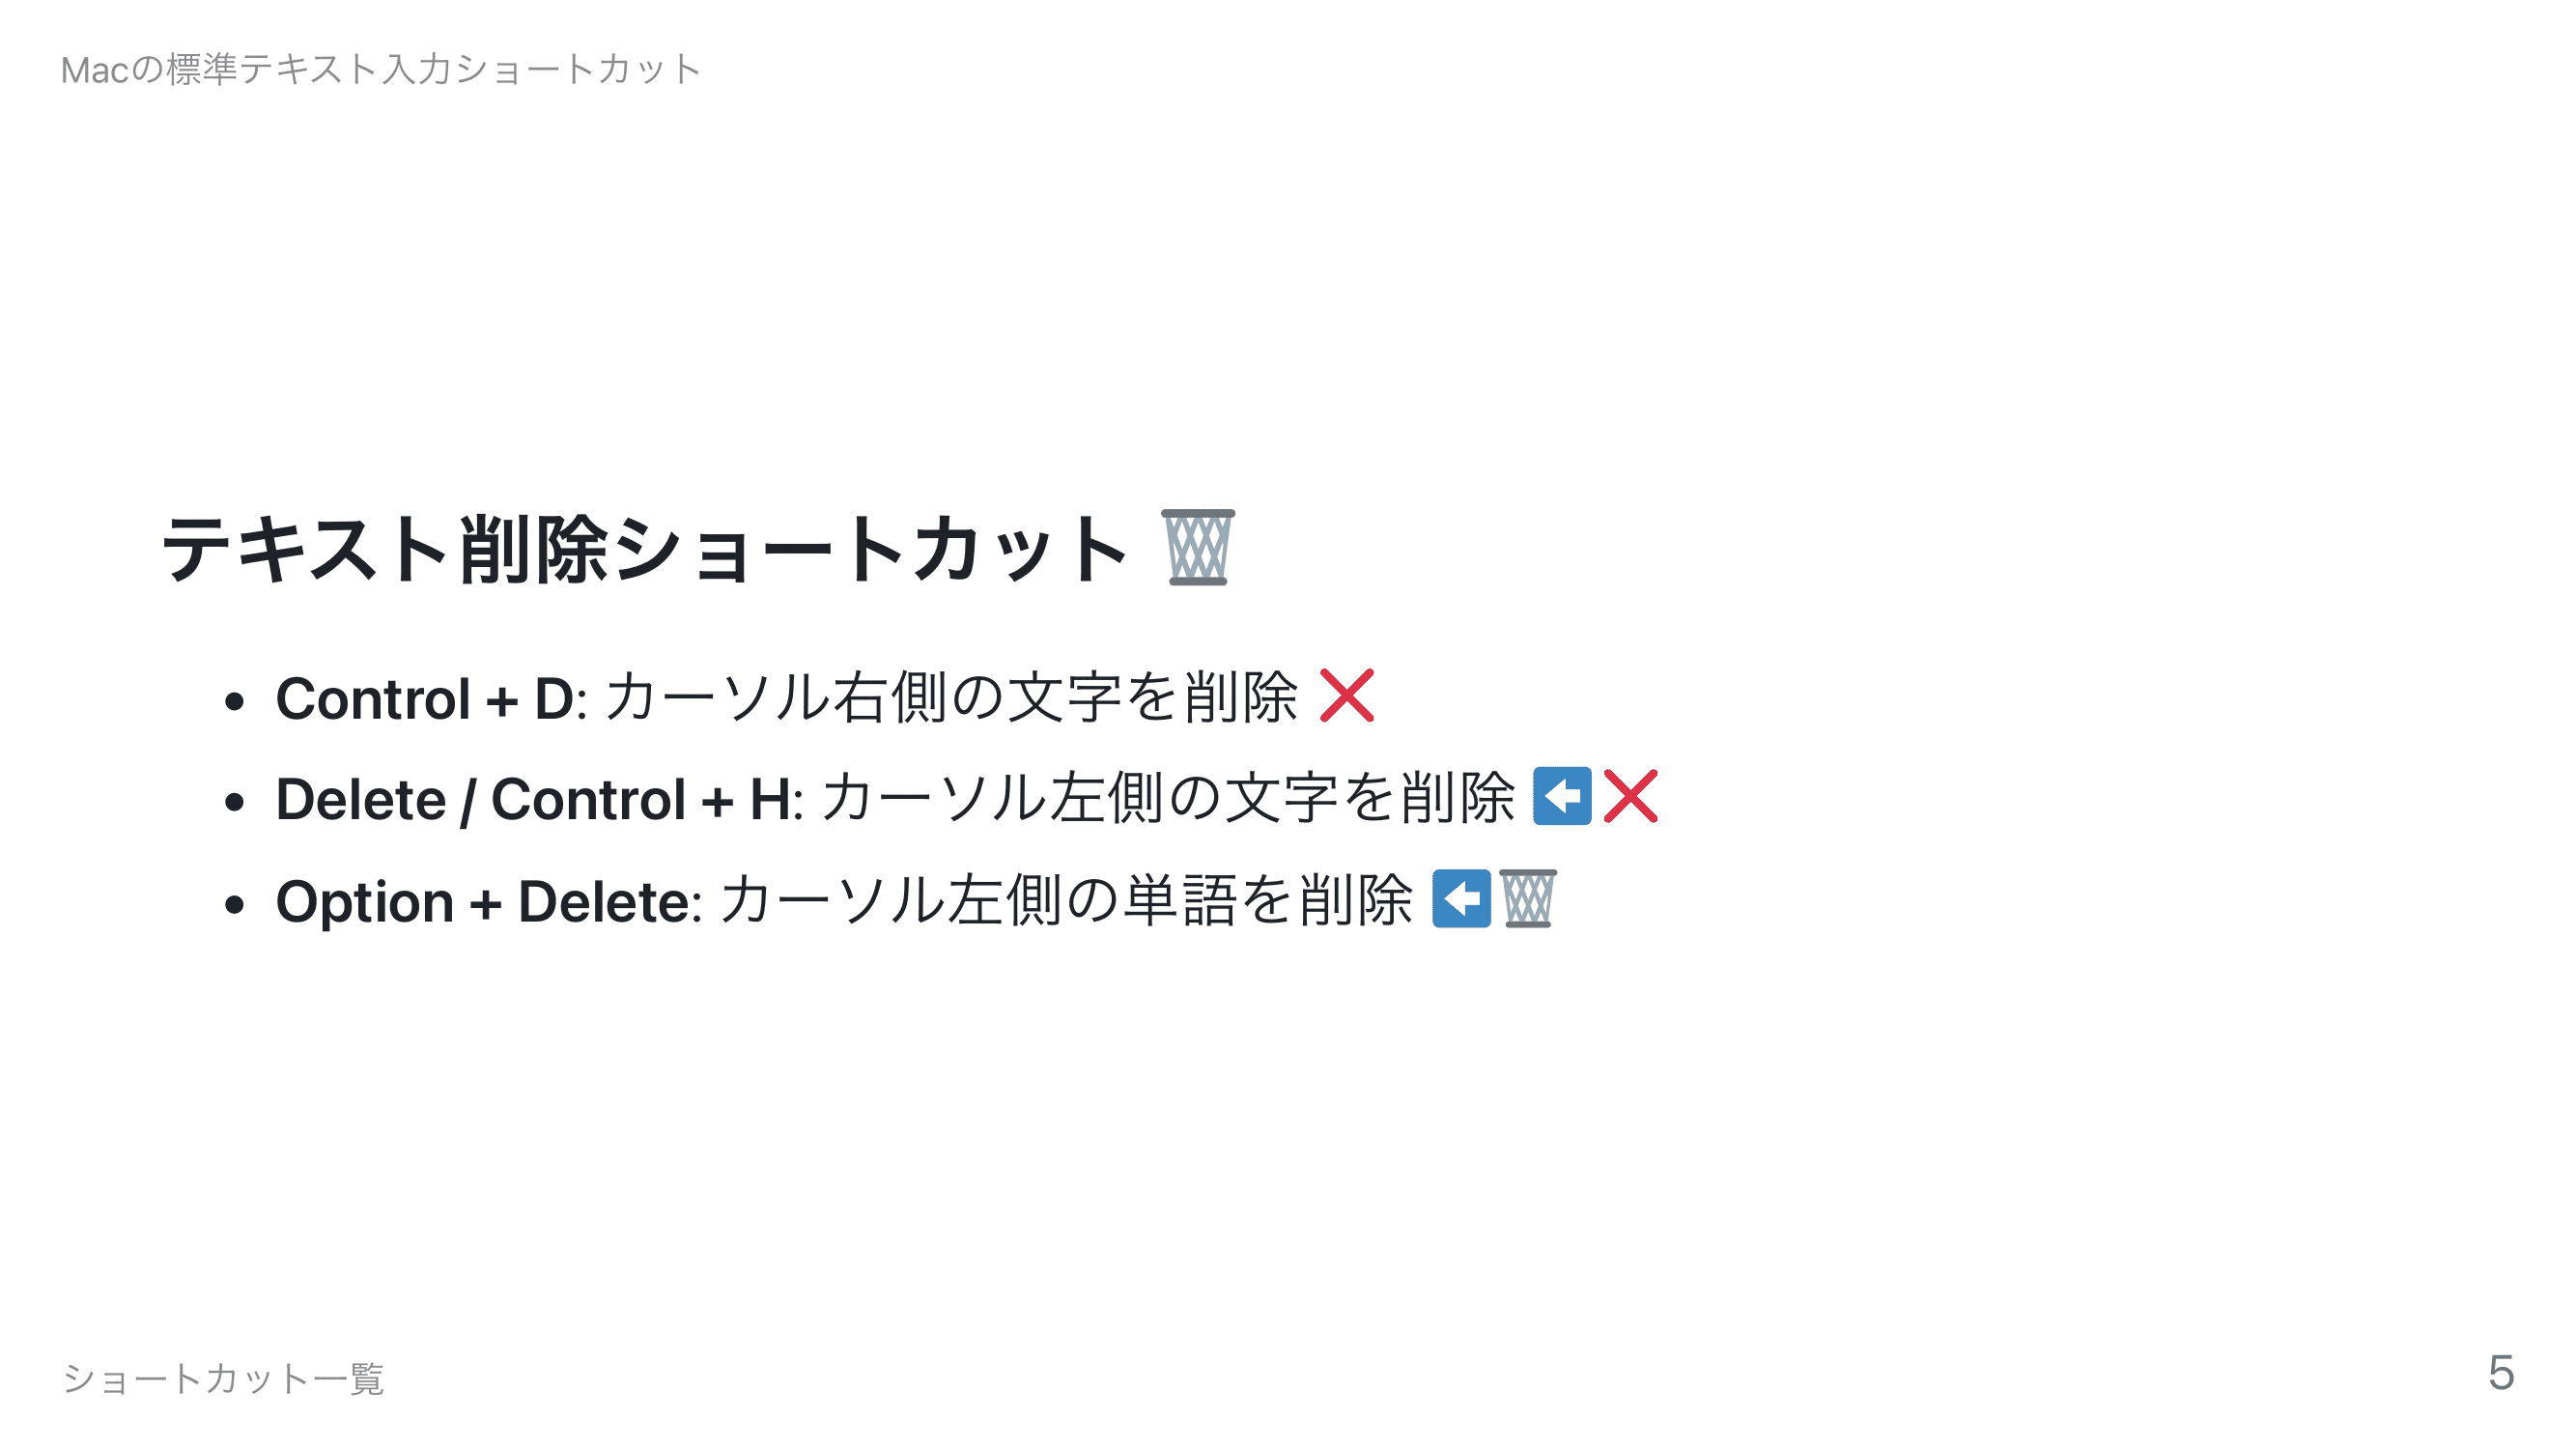 Macの標準テキスト入力ショートカット
テキスト削除ショートカット 🗑️
• Control + D: カーソル右側の文字を削除 ❌
• Delete / Control + H: カーソル左側の文字を削除 ⬅️❌
• Option + Delete: カーソル左側の単語を削除 ⬅️🗑️
ショートカット一覧
5